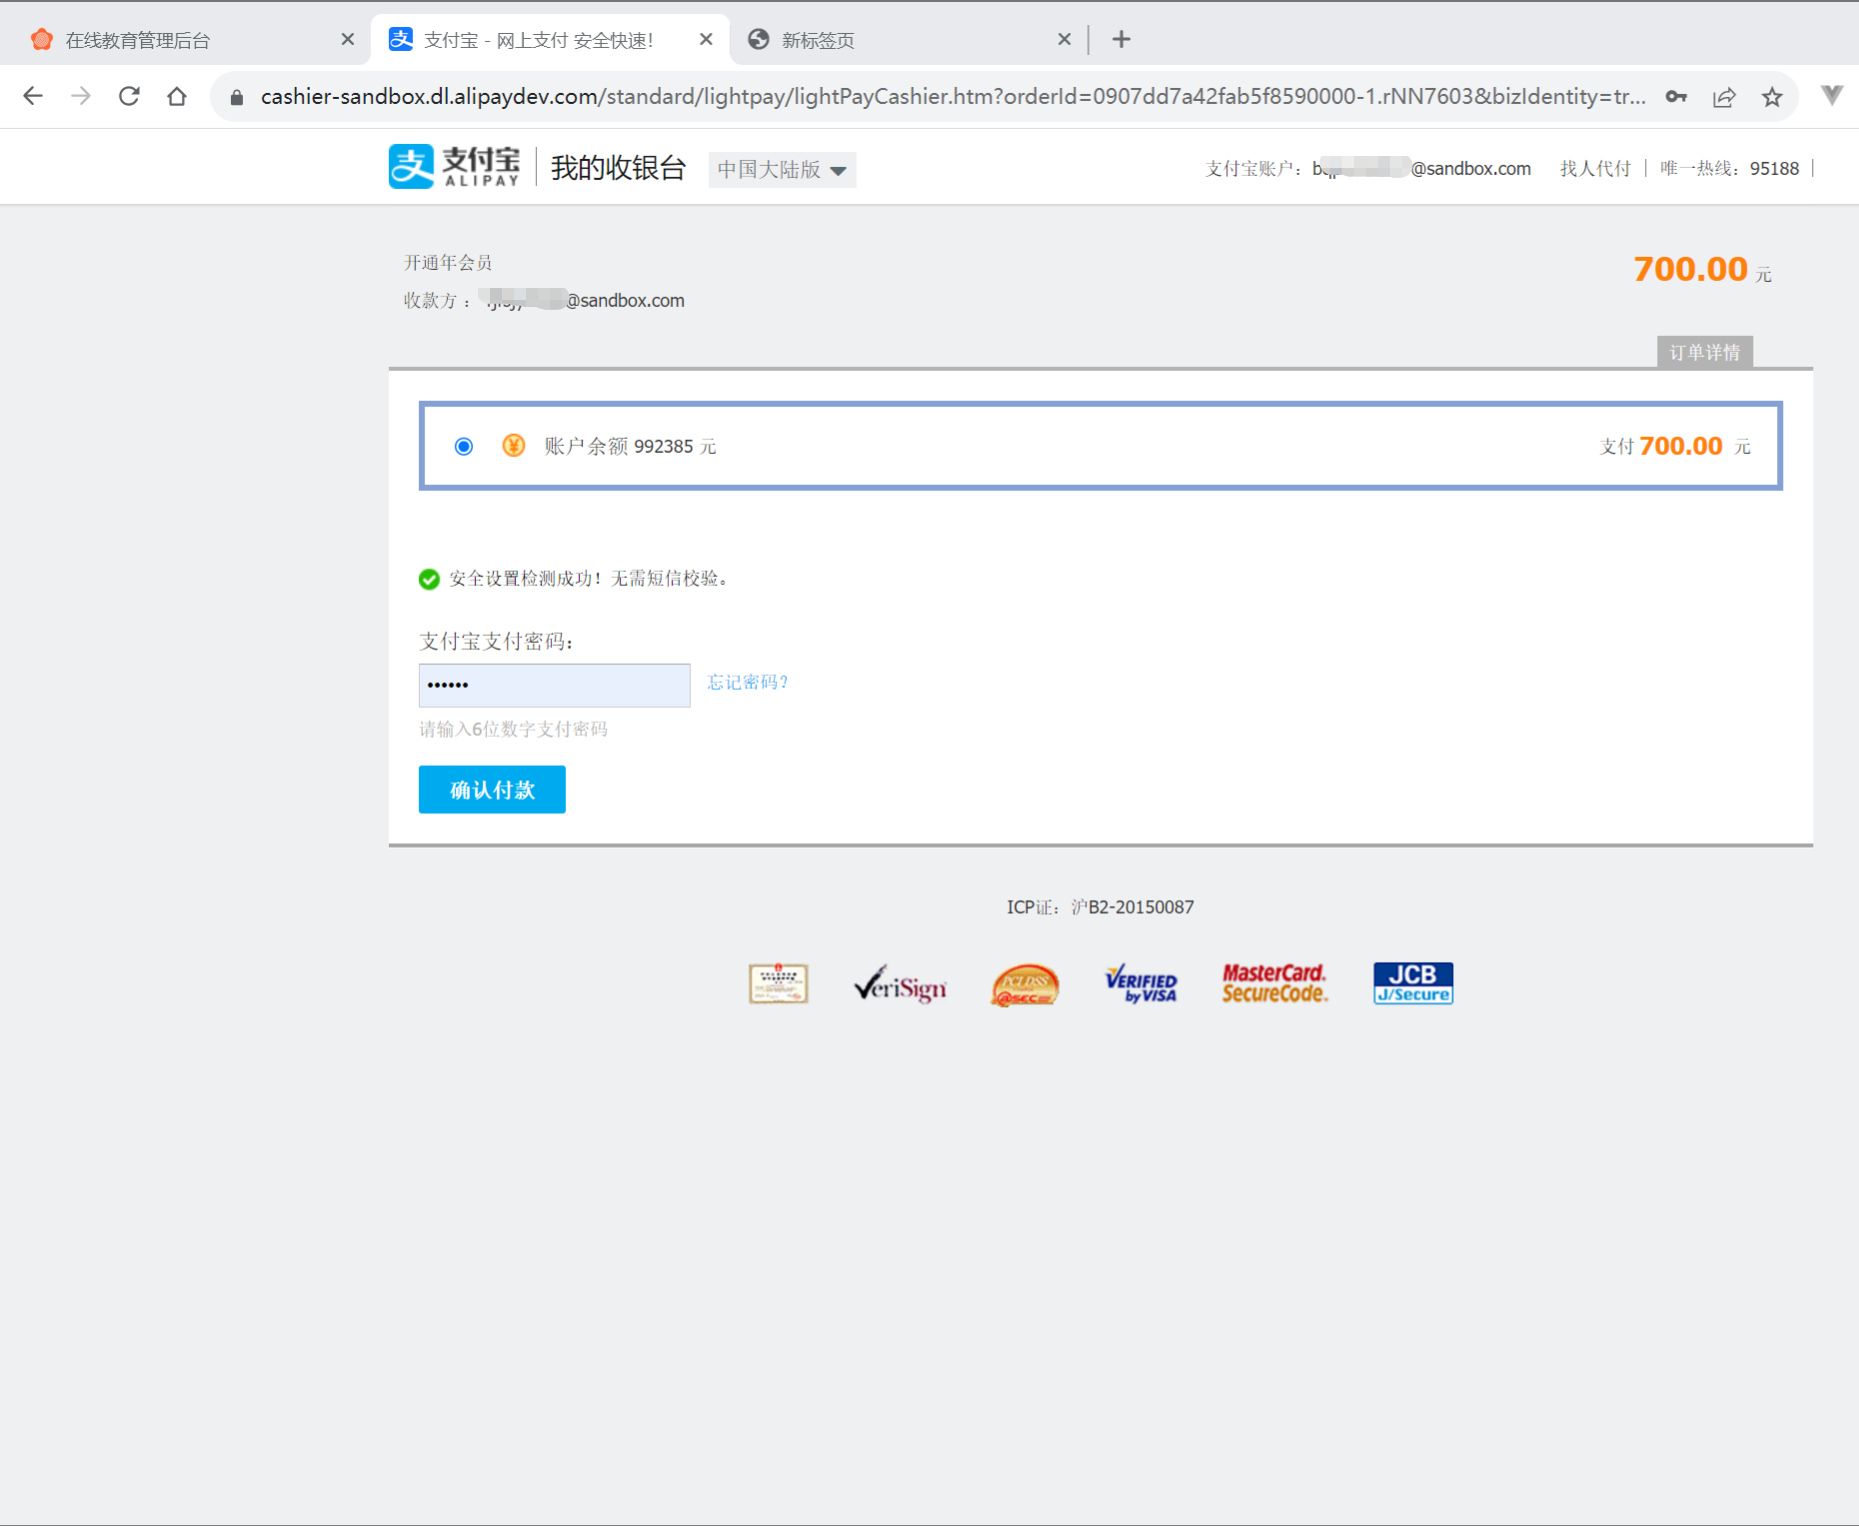 在线教育管理后台
支付宝 - 网上支付 安全快速!
新标签页
cashier-sandbox.dl.alipaydev.com/standard/lightpay/lightPayCashier.htm?orderId=0907dd7a42fab5f8590000-1.rNN7603&bizIdentity=tr...
支付宝 ALIPAY 我的收银台 中国大陆版
支付宝账户: @sandbox.com 找人代付 唯一热线: 95188
开通年会员
700.00 元
收款方 : @sandbox.com
订单详情
账户余额 992385 元
支付 700.00 元
安全设置检测成功! 无需短信校验。
支付宝支付密码:
••••••
忘记密码?
请输入6位数字支付密码
确认付款
ICP证: 沪B2-20150087
VeriSign
VERIFIED by VISA
MasterCard. SecureCode.
JCB J/Secure